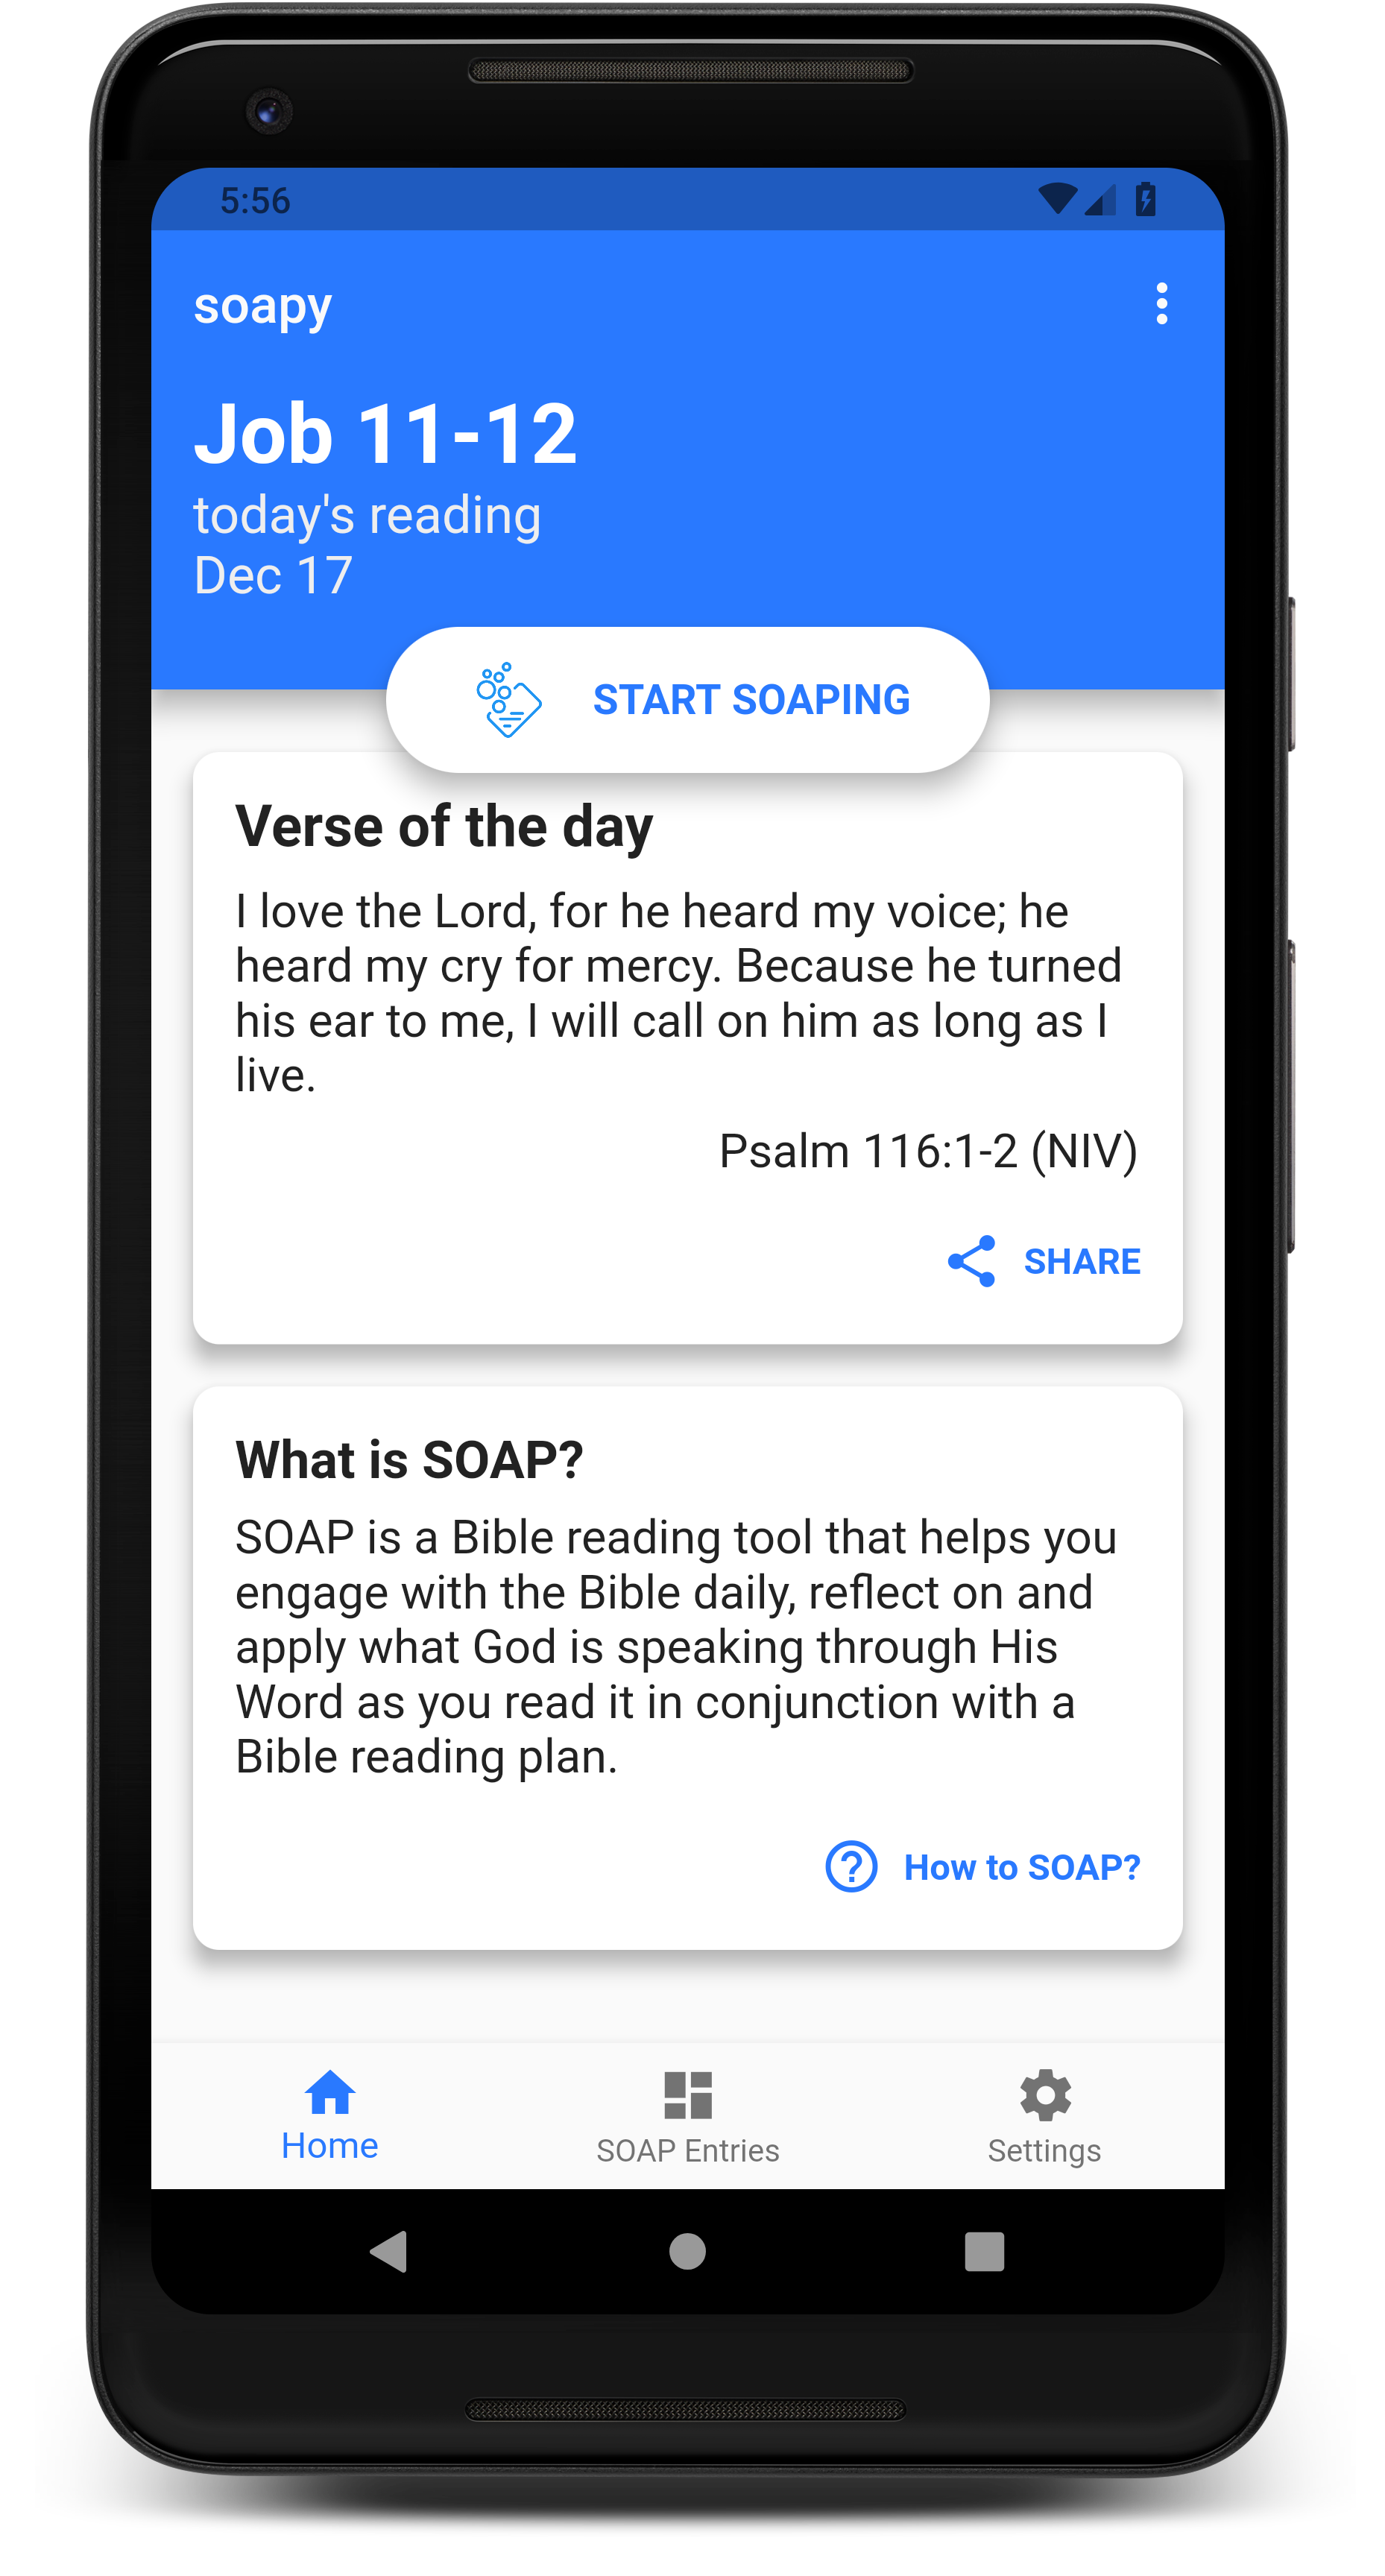 5:56
soapy
Job 11-12
today's reading
Dec 17
START SOAPING
Verse of the day
I love the Lord, for he heard my voice; he
heard my cry for mercy. Because he turned
his ear to me, I will call on him as long as I
live.
Psalm 116:1-2 (NIV)
SHARE
What is SOAP?
SOAP is a Bible reading tool that helps you
engage with the Bible daily, reflect on and
apply what God is speaking through His
Word as you read it in conjunction with a
Bible reading plan.
How to SOAP?
Home
SOAP Entries
Settings